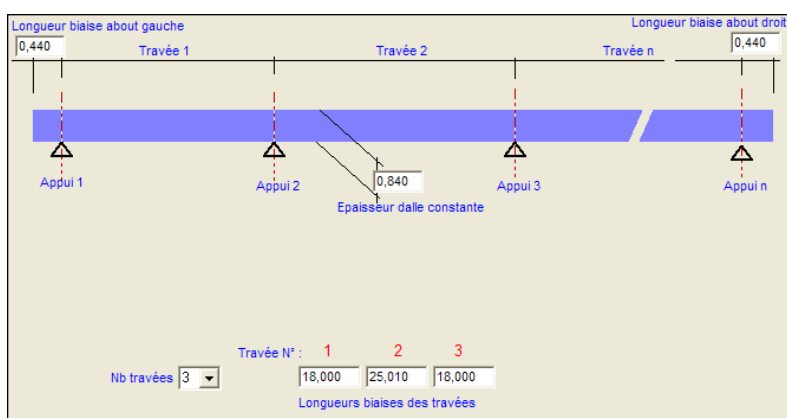 Longueur biaise about gauche
Longueur biaise about droit
0,440
0,440
Travée 1
Travée 2
Travée n
Appui 1
Appui 2
0,840
Appui 3
Appui n
Epaisseur dalle constante
Travée N° : 1 2 3
Nb travées 3 18,000 25,010 18,000
Longueurs biaises des travées